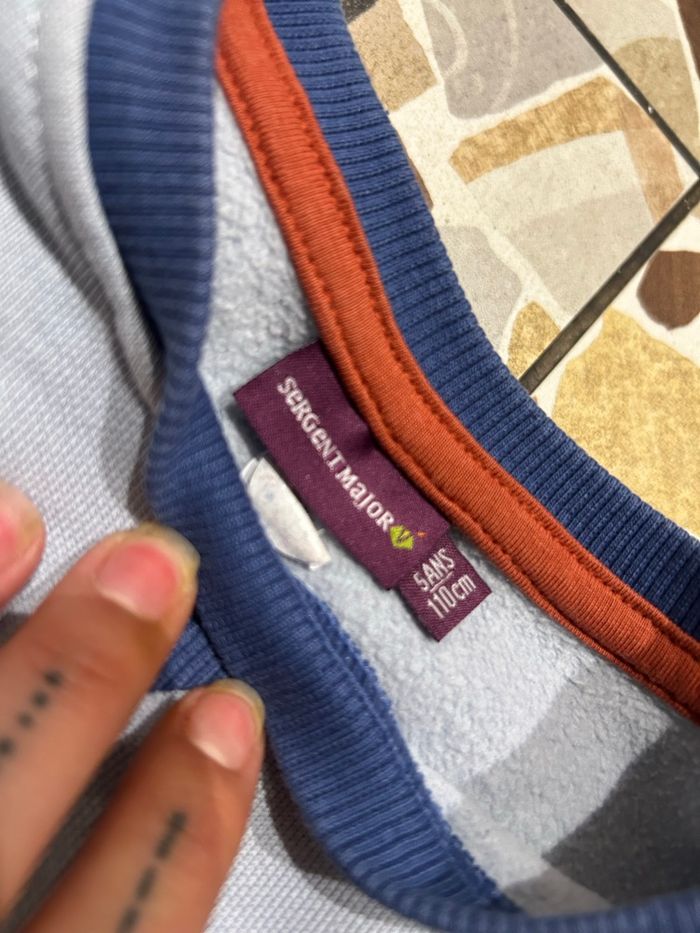 SeRGeNT MaJoR
5ANS
110cm